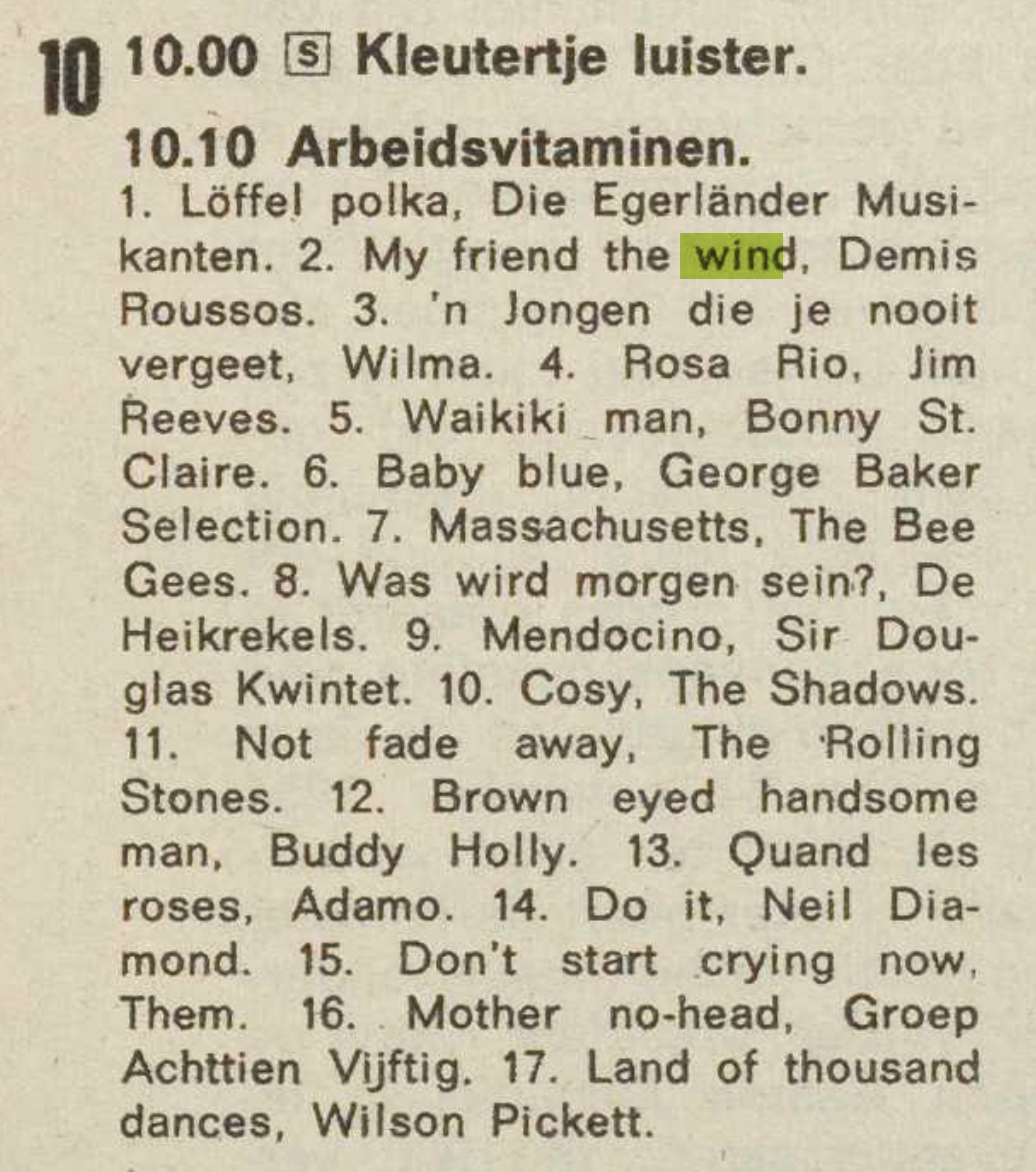 10 10.00 S Kleutertje luister.
10.10 Arbeidsvitaminen.
1. Löffel polka, Die Egerländer Musi-
kanten. 2. My friend the wind, Demis
Roussos. 3. 'n Jongen die je nooit
vergeet, Wilma. 4. Rosa Rio, Jim
Reeves. 5. Waikiki man, Bonny St.
Claire. 6. Baby blue, George Baker
Selection. 7. Massachusetts, The Bee
Gees. 8. Was wird morgen sein?, De
Heikrekels. 9. Mendocino, Sir Dou-
glas Kwintet. 10. Cosy, The Shadows.
11. Not fade away, The Rolling
Stones. 12. Brown eyed handsome
man, Buddy Holly. 13. Quand les
roses, Adamo. 14. Do it, Neil Dia-
mond. 15. Don't start crying now,
Them. 16. Mother no-head, Groep
Achttien Vijftig. 17. Land of thousand
dances, Wilson Pickett.